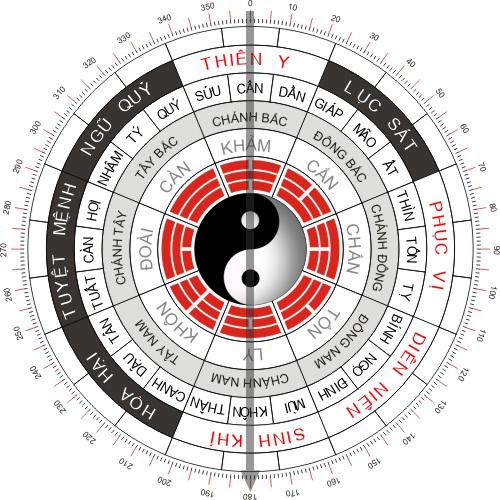 0
10
20
30
40
50
60
70
80
90
100
110
120
130
140
150
160
170
180
190
200
210
220
230
240
250
260
270
280
290
300
310
320
330
340
350
THIÊN Y
LỤC SÁT
PHỤC VỊ
DIÊN NIÊN
SINH KHÍ
HỌA HẠI
TUYỆT MỆNH
NGŨ QUỶ
SỬU
CẤN
DẦN
GIÁP
MÃO
ẤT
THÌN
TỐN
TỴ
BÍNH
NGỌ
ĐINH
MÙI
KHÔN
THÂN
CANH
DẬU
TÂN
TUẤT
CÀN
HỢI
NHÂM
TÝ
QUÝ
CHÁNH BẮC
ĐÔNG BẮC
CHÁNH ĐÔNG
ĐÔNG NAM
CHÁNH NAM
TÂY NAM
CHÁNH TÂY
TÂY BẮC
KHẢM
CẤN
CHẤN
TỐN
LY
KHÔN
ĐOÀI
CÀN